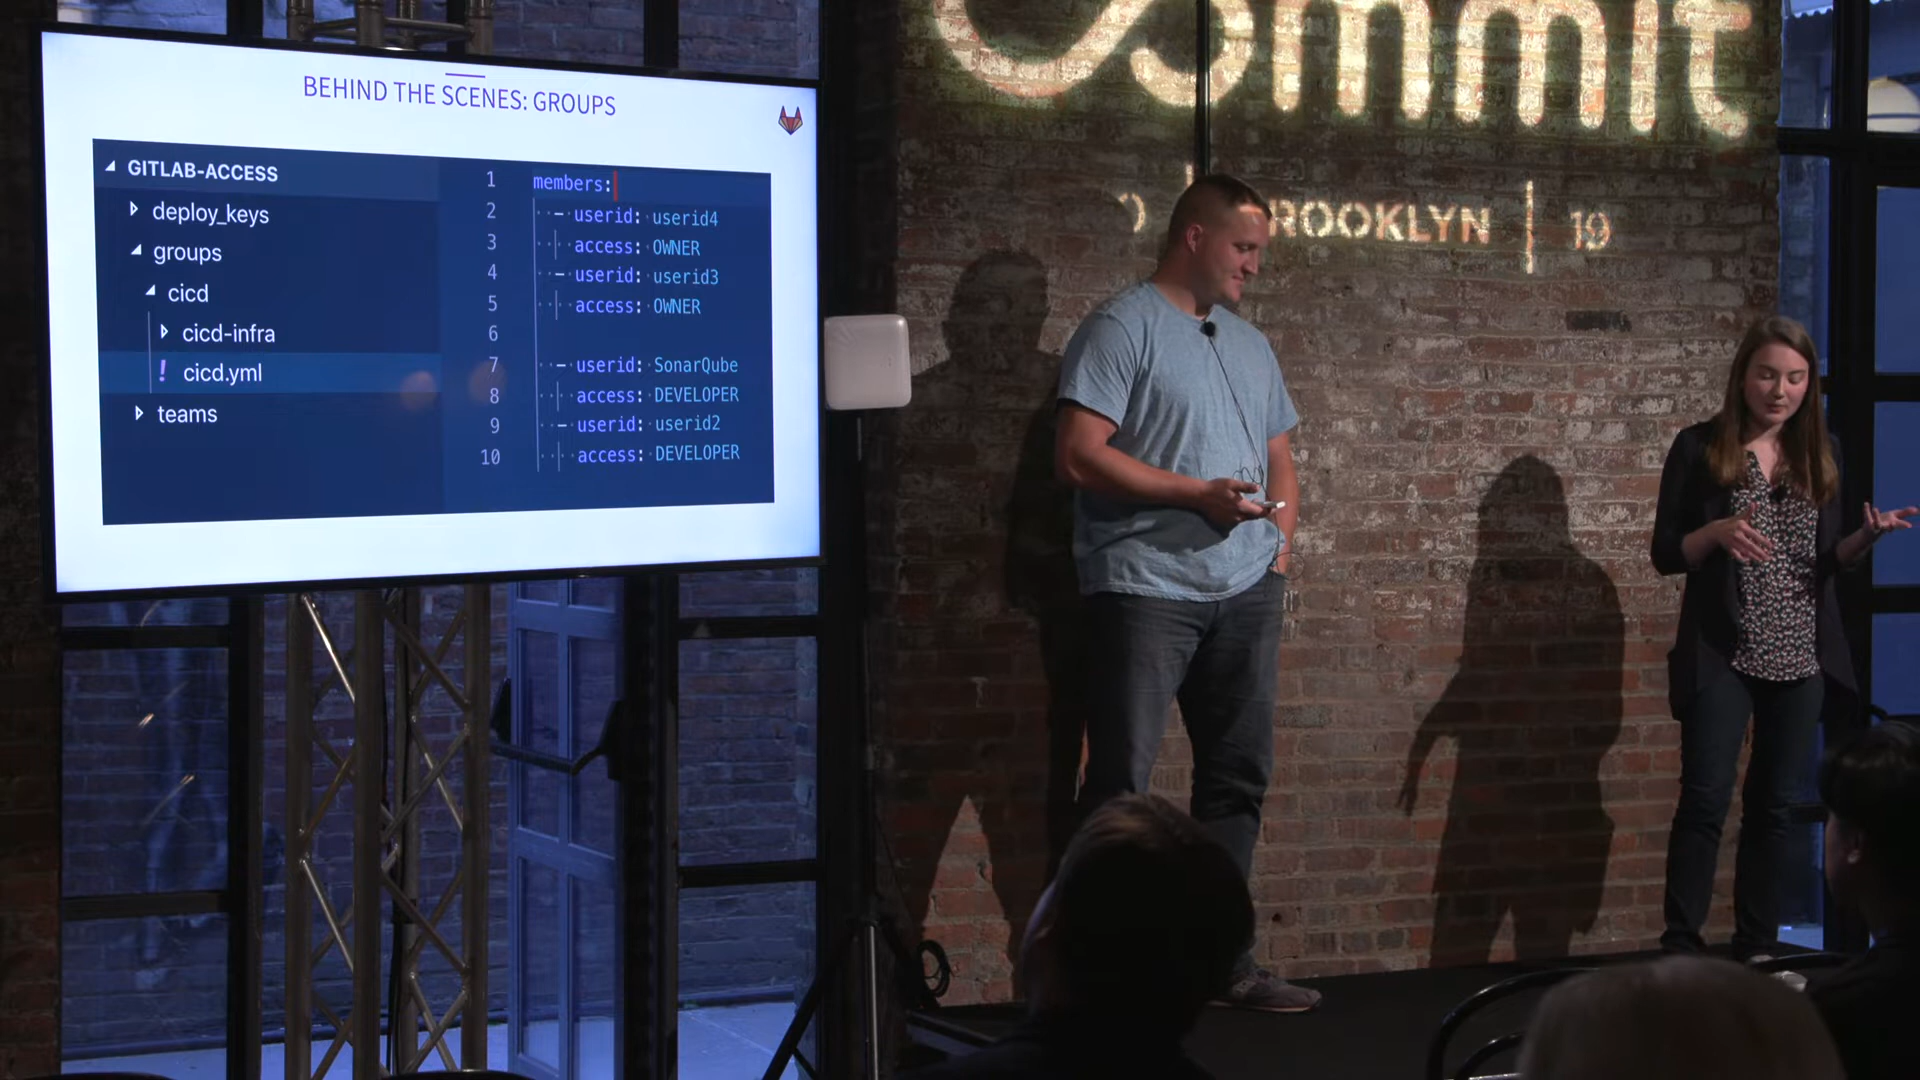 BEHIND THE SCENES: GROUPS
GITLAB-ACCESS
deploy_keys
groups
cicd
cicd-infra
! cicd.yml
teams
1 members:
2 - userid: userid4
3 access: OWNER
4 - userid: userid3
5 access: OWNER
6
7 - userid: SonarQube
8 access: DEVELOPER
9 - userid: userid2
10 access: DEVELOPER
Commit
ROOKLYN | 19